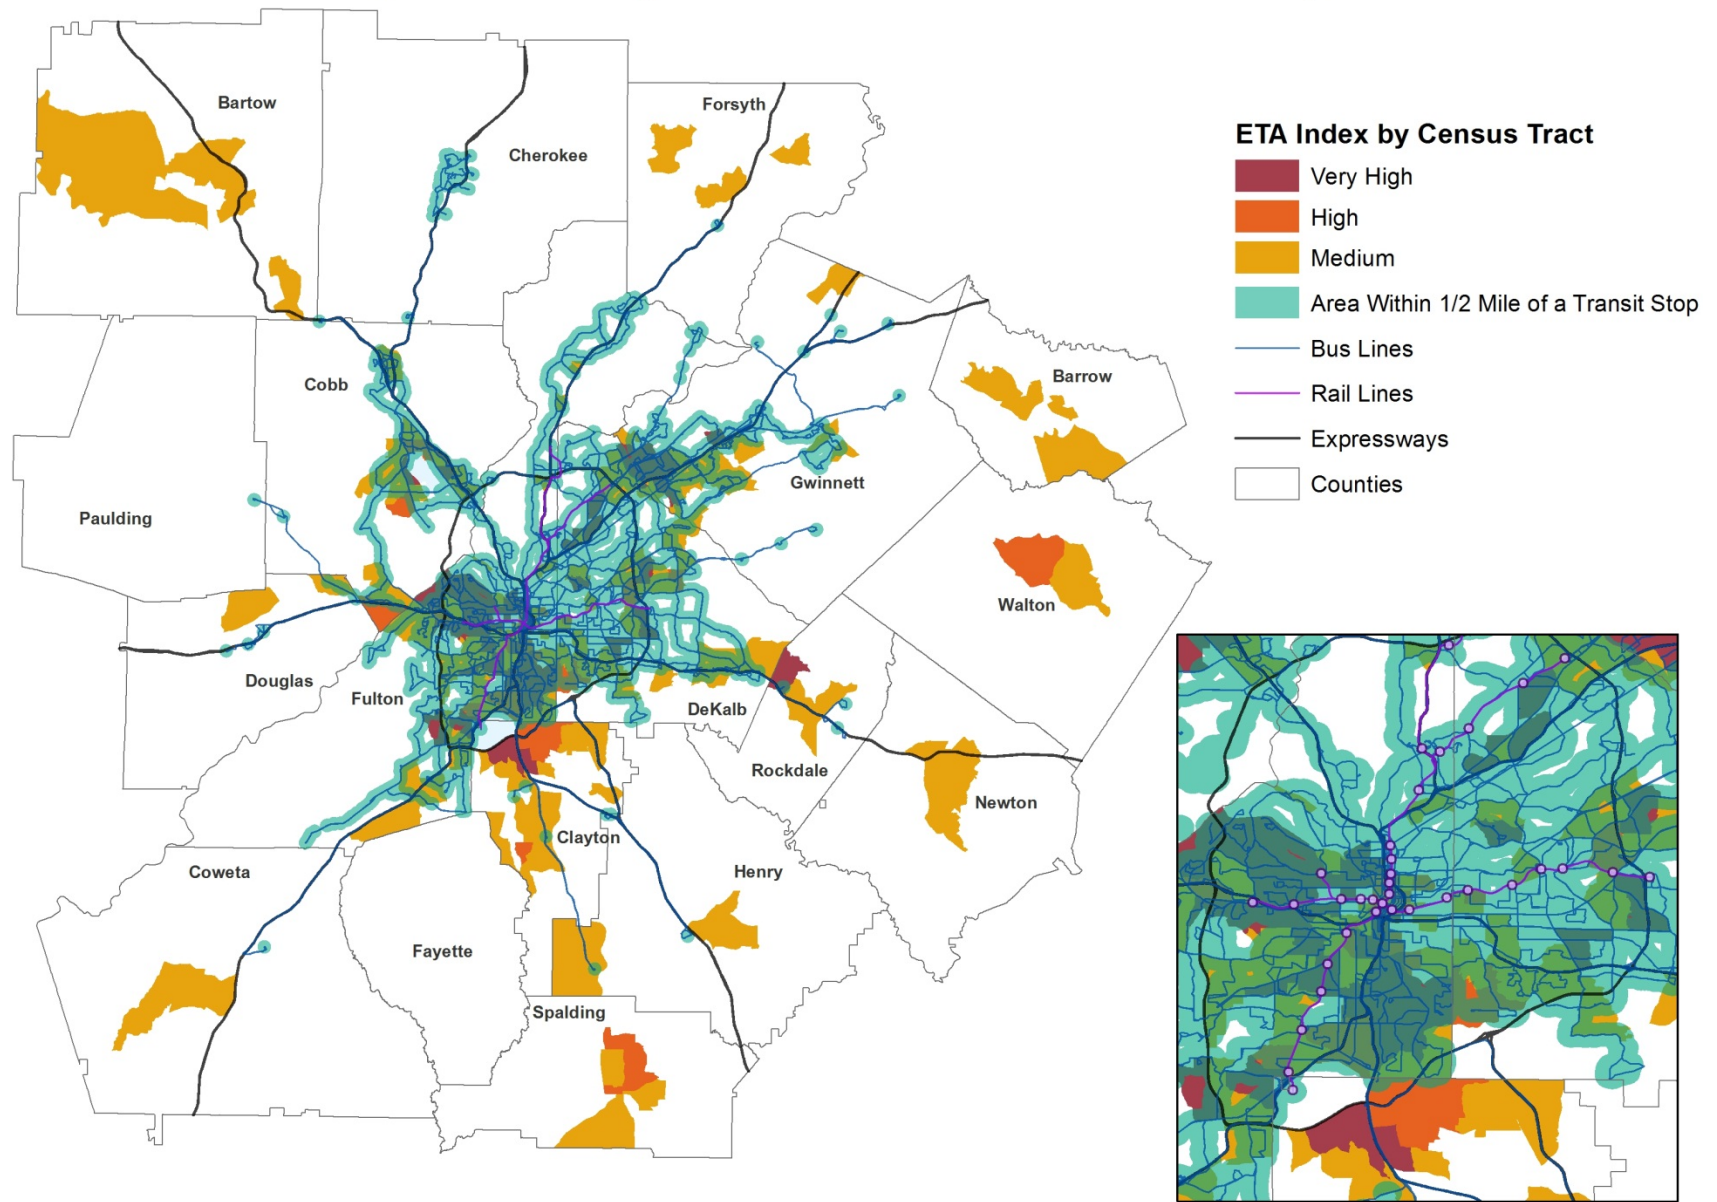 Bartow
Forsyth
Cherokee
ETA Index by Census Tract
Very High
High
Medium
Area Within 1/2 Mile of a Transit Stop
Bus Lines
Rail Lines
Expressways
Counties
Cobb
Barrow
Gwinnett
Paulding
Walton
Douglas
Fulton
DeKalb
Rockdale
Newton
Clayton
Coweta
Henry
Fayette
Spalding